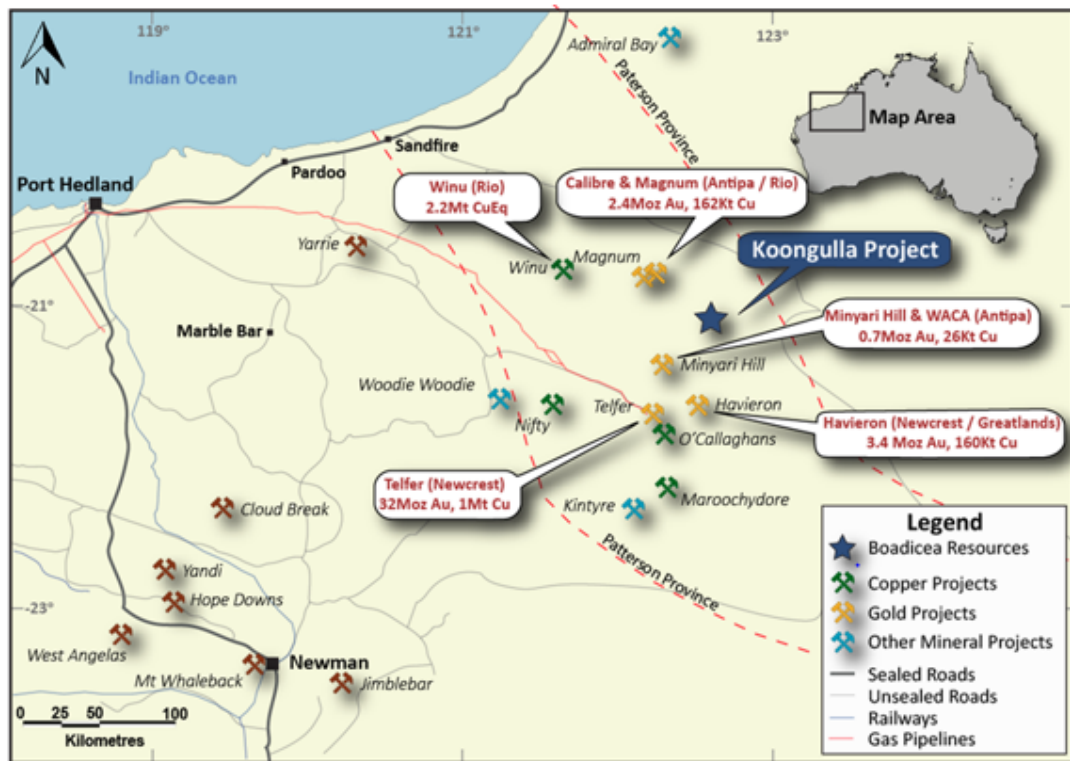 119°
121°
123°
N
Indian Ocean
Admiral Bay
Paterson Province
Map Area
Sandfire
Pardoo
Port Hedland
Winu (Rio)
2.2Mt CuEq
Calibre & Magnum (Antipa / Rio)
2.4Moz Au, 162Kt Cu
Yarrie
Winu
Magnum
Koongulla Project
-21°
-21°
Marble Bar
Minyari Hill & WACA (Antipa)
0.7Moz Au, 26Kt Cu
Minyari Hill
Woodie Woodie
Nifty
Telfer
Havieron
O'Callaghans
Havieron (Newcrest / Greatlands)
3.4 Moz Au, 160Kt Cu
Telfer (Newcrest)
32Moz Au, 1Mt Cu
Maroochydore
Kintyre
Cloud Break
Patterson Province
Yandi
Hope Downs
-23°
West Angelas
Newman
Mt Whaleback
Jimblebar
0 25 50 100
Kilometres
Legend
Boadicea Resources
Copper Projects
Gold Projects
Other Mineral Projects
Sealed Roads
Unsealed Roads
Railways
Gas Pipelines